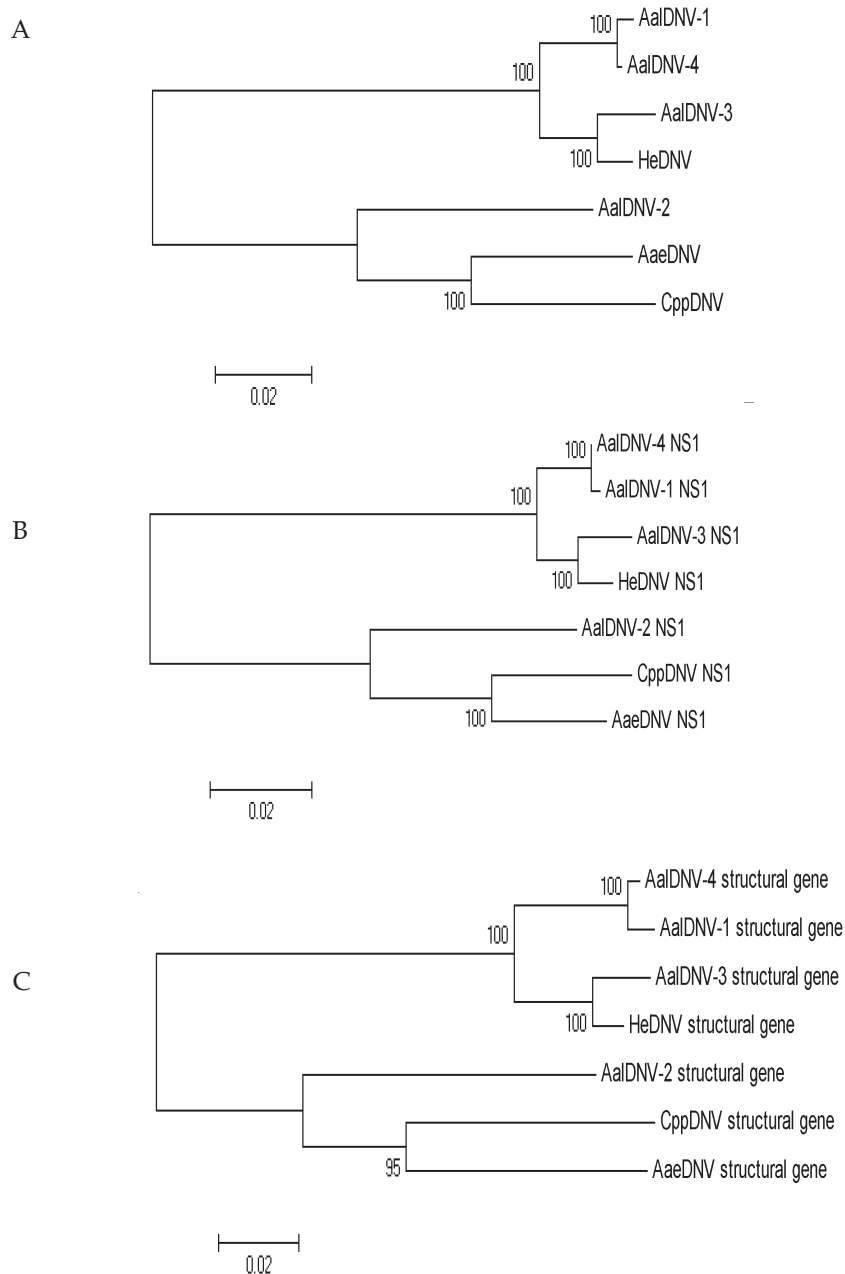 A
100
AalDNV-1
100
AalDNV-4
AalDNV-3
100
HeDNV
AalDNV-2
AaeDNV
100
CppDNV
0.02
B
100
AalDNV-4 NS1
100
AalDNV-1 NS1
AalDNV-3 NS1
100
HeDNV NS1
AalDNV-2 NS1
CppDNV NS1
100
AaeDNV NS1
0.02
C
100
AalDNV-4 structural gene
100
AalDNV-1 structural gene
AalDNV-3 structural gene
100
HeDNV structural gene
AalDNV-2 structural gene
CppDNV structural gene
95
AaeDNV structural gene
0.02